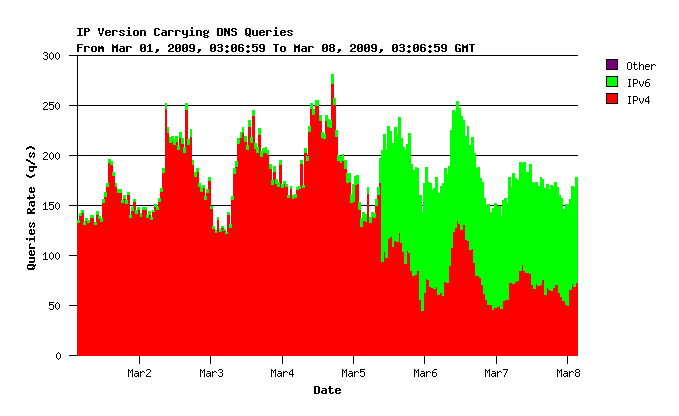 IP Version Carrying DNS Queries
From Mar 01, 2009, 03:06:59 To Mar 08, 2009, 03:06:59 GMT
300
250
200
150
100
50
0
Queries Rate (q/s)
Mar2 Mar3 Mar4 Mar5 Mar6 Mar7 Mar8
Date
Other
IPv6
IPv4